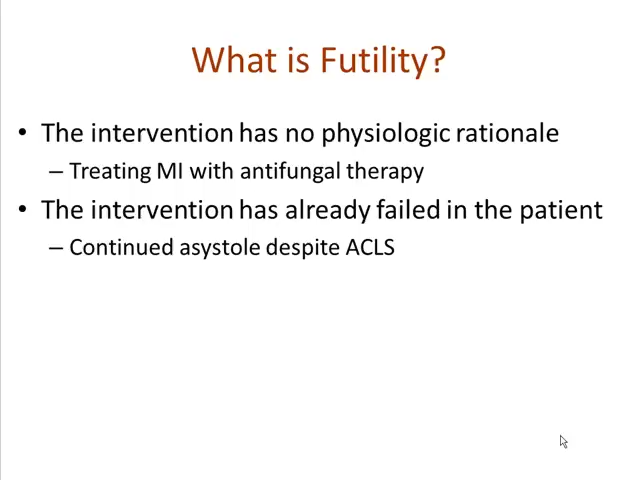 What is Futility?
• The intervention has no physiologic rationale
– Treating MI with antifungal therapy
• The intervention has already failed in the patient
– Continued asystole despite ACLS